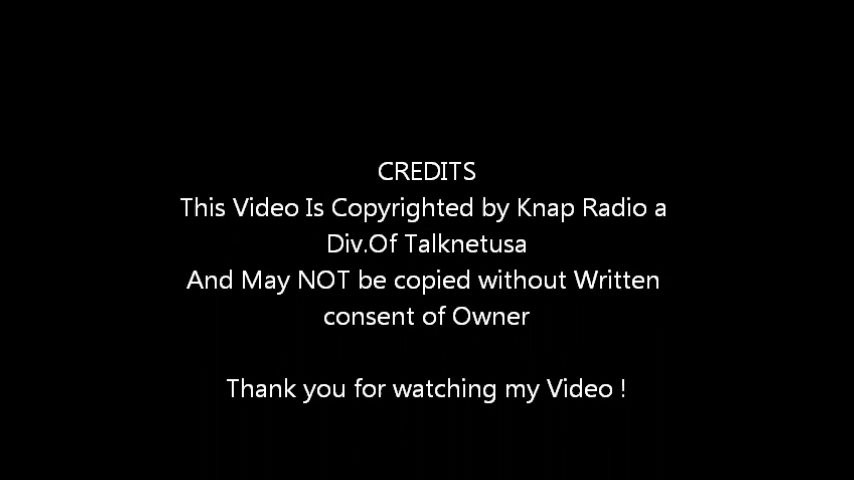 CREDITS
This Video Is Copyrighted by Knap Radio a
Div.Of Talknetusa
And May NOT be copied without Written
consent of Owner
Thank you for watching my Video !